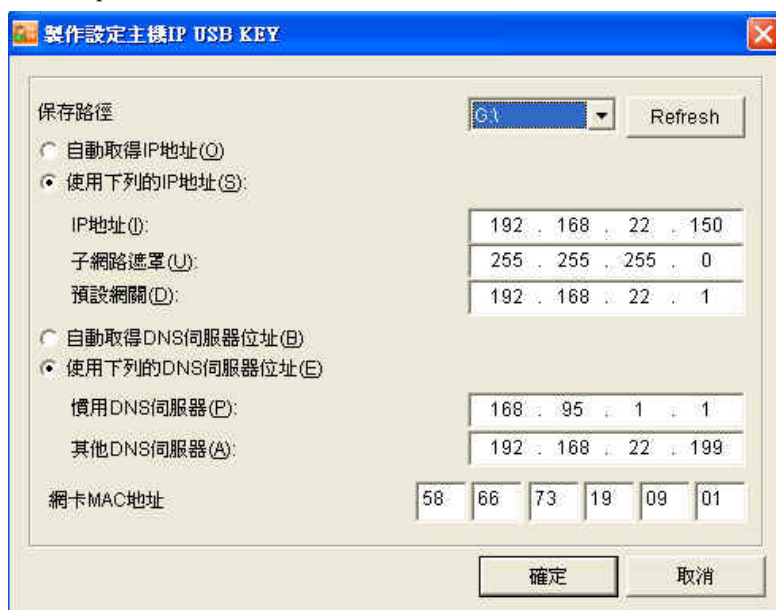 製作設定主機IP USB KEY
保存路徑 G:\ Refresh
自動取得IP地址(O)
使用下列的IP地址(S):
IP地址(I): 192 . 168 . 22 . 150
子網路遮罩(U): 255 . 255 . 255 . 0
預設網關(D): 192 . 168 . 22 . 1
自動取得DNS伺服器位址(B)
使用下列的DNS伺服器位址(E)
慣用DNS伺服器(P): 168 . 95 . 1 . 1
其他DNS伺服器(A): 192 . 168 . 22 . 199
網卡MAC地址 58 66 73 19 09 01
確定 取消